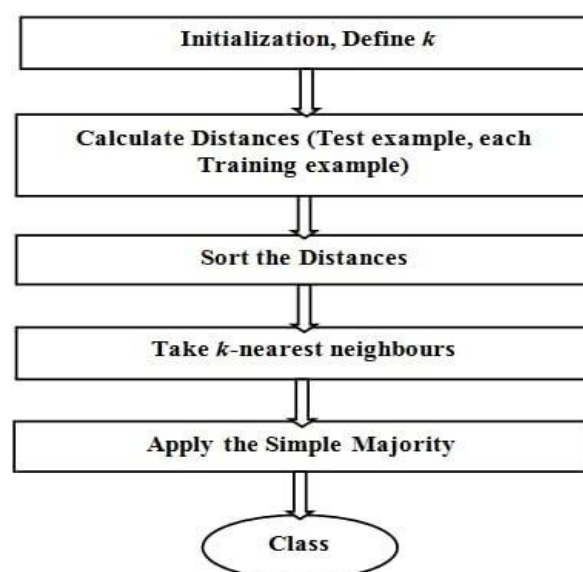 Initialization, Define k
Calculate Distances (Test example, each
Training example)
Sort the Distances
Take k-nearest neighbours
Apply the Simple Majority
Class